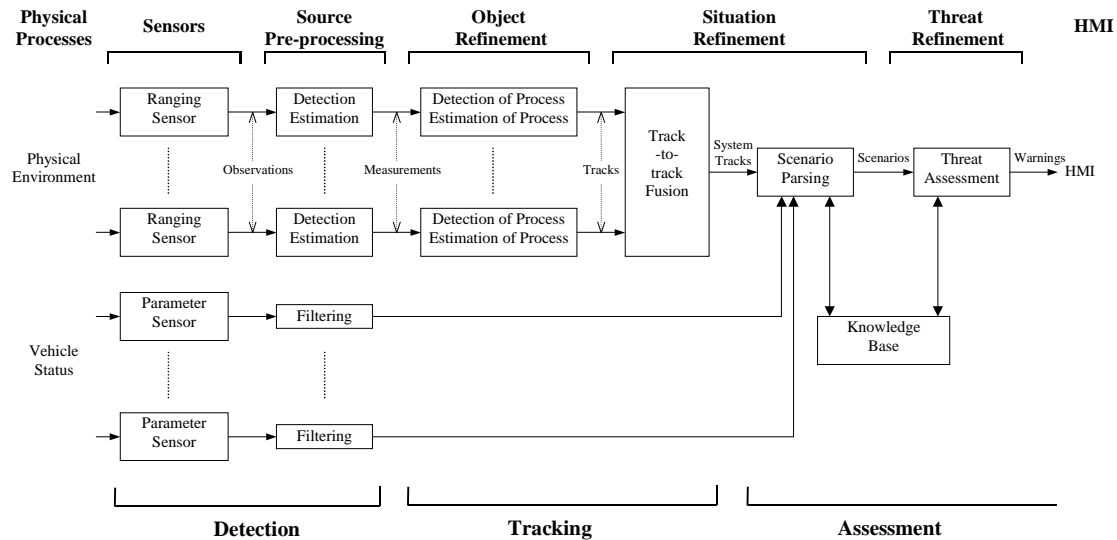 Physical
Processes
Sensors
Source
Pre-processing
Object
Refinement
Situation
Refinement
Threat
Refinement
HMI
Ranging
Sensor
Detection
Estimation
Detection of Process
Estimation of Process
Physical
Environment
Observations
Measurements
Tracks
Track
-to-
track
Fusion
System
Tracks
Scenario
Parsing
Scenarios
Threat
Assessment
Warnings
HMI
Ranging
Sensor
Detection
Estimation
Detection of Process
Estimation of Process
Parameter
Sensor
Filtering
Knowledge
Base
Vehicle
Status
Parameter
Sensor
Filtering
Detection
Tracking
Assessment